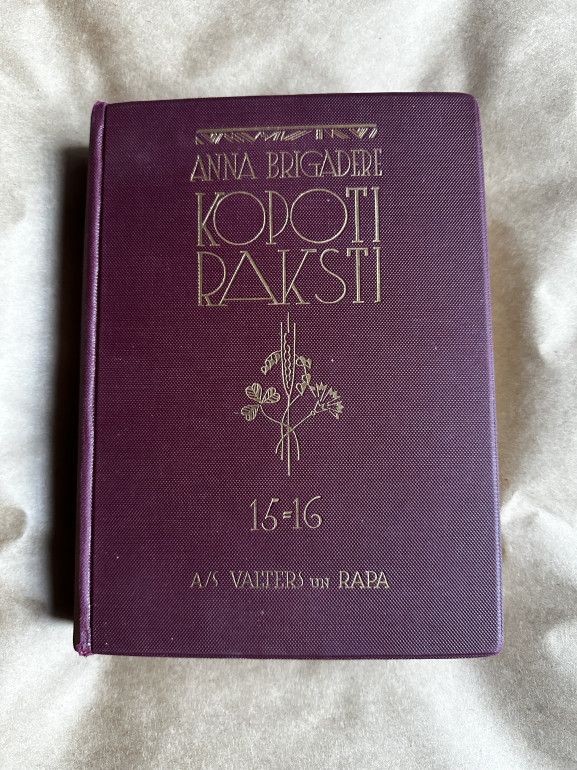 ANNA BRIGADERE
KOPOTI
RAKSTI
15=16
A/S VALTERS UN RAPA